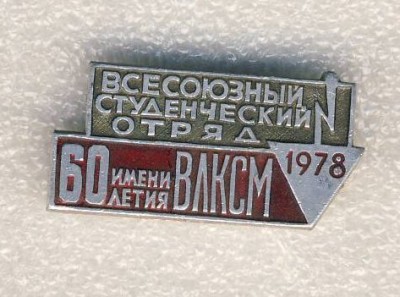 ВСЕСОЮЗНЫЙ
СТУДЕНЧЕСКИЙ
ОТРЯД
60 ИМЕНИ ЛЕТИЯ ВЛКСМ 1978